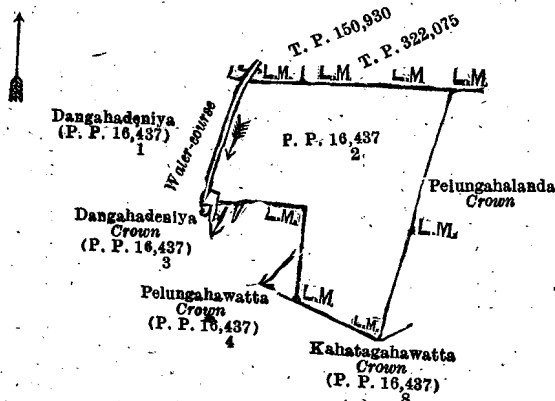 T. P. 150,930
T. P. 322,075
L.M. L.M. L.M. L.M.
Dangahadeniya
(P. P. 16,437)
1
Water-course
P. P. 16,437
2
Pelungahalanda
Crown
L.M.
L.M.
Dangahadeniya
Crown
(P. P. 16,437)
3
Pelungahawatta
Crown
(P. P. 16,437)
4
L.M.
L.M.
Kahatagahawatta
Crown
(P. P. 16,437)